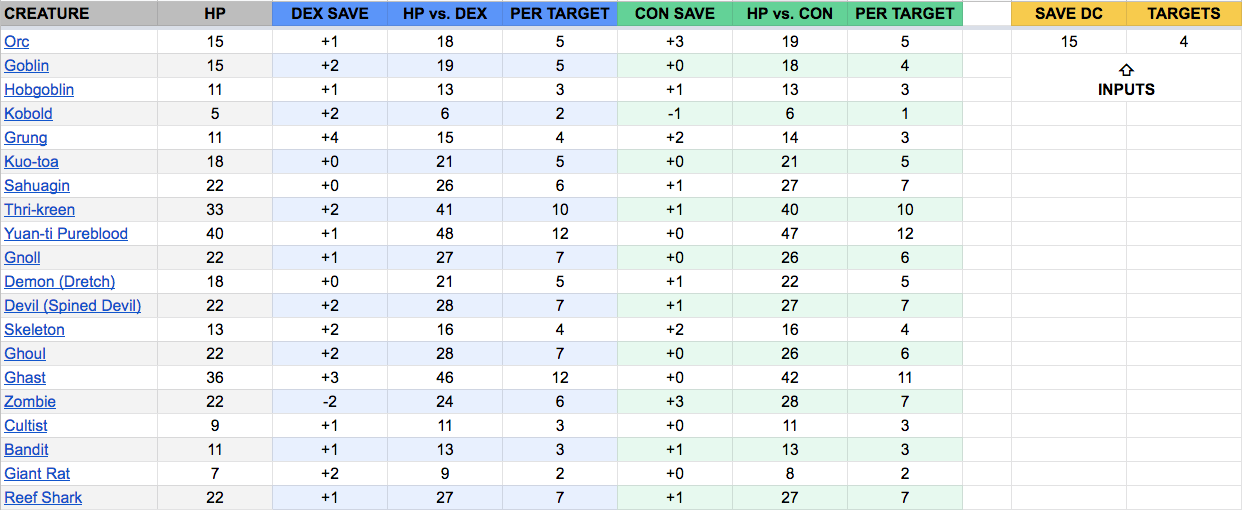 CREATURE HP DEX SAVE HP vs. DEX PER TARGET CON SAVE HP vs. CON PER TARGET SAVE DC TARGETS
Orc 15 +1 18 5 +3 19 5 15 4
Goblin 15 +2 19 5 +0 18 4
Hobgoblin 11 +1 13 3 +1 13 3 INPUTS
Kobold 5 +2 6 2 -1 6 1
Grung 11 +4 15 4 +2 14 3
Kuo-toa 18 +0 21 5 +0 21 5
Sahuagin 22 +0 26 6 +1 27 7
Thri-kreen 33 +2 41 10 +1 40 10
Yuan-ti Pureblood 40 +1 48 12 +0 47 12
Gnoll 22 +1 27 7 +0 26 6
Demon (Dretch) 18 +0 21 5 +1 22 5
Devil (Spined Devil) 22 +2 28 7 +1 27 7
Skeleton 13 +2 16 4 +2 16 4
Ghoul 22 +2 28 7 +0 26 6
Ghast 36 +3 46 12 +0 42 11
Zombie 22 -2 24 6 +3 28 7
Cultist 9 +1 11 3 +0 11 3
Bandit 11 +1 13 3 +1 13 3
Giant Rat 7 +2 9 2 +0 8 2
Reef Shark 22 +1 27 7 +1 27 7